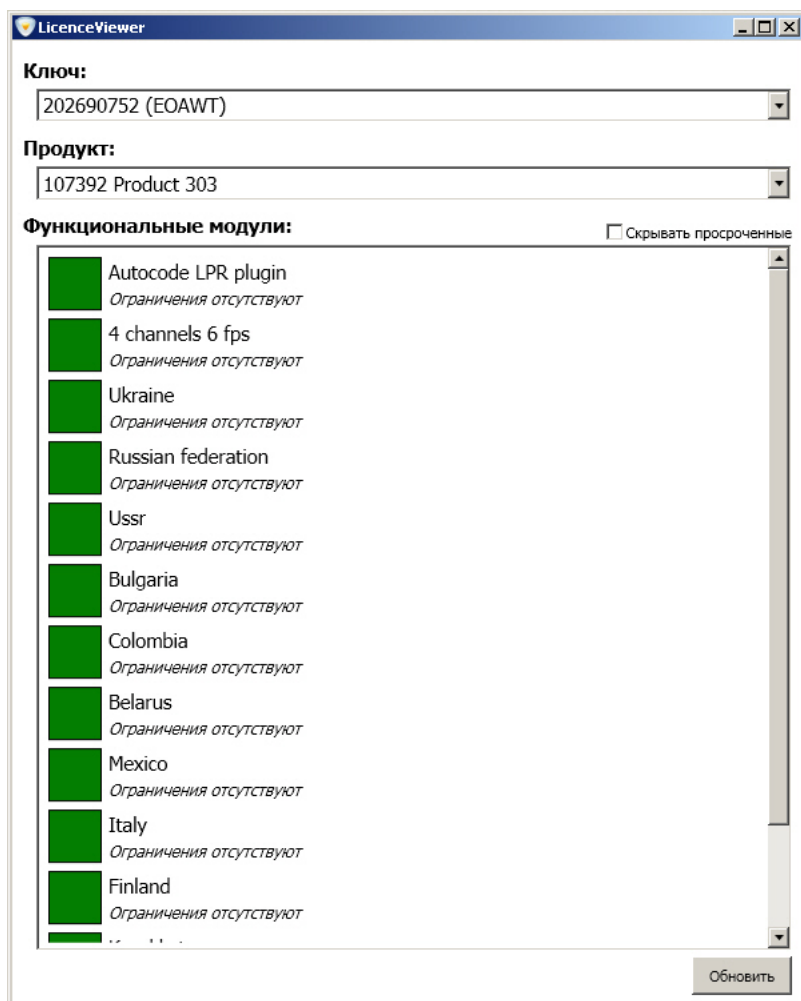 LicenceViewer
Ключ:
202690752 (EOAWT)
Продукт:
107392 Product 303
Функциональные модули:
Скрывать просроченные
Autocode LPR plugin
Ограничения отсутствуют
4 channels 6 fps
Ограничения отсутствуют
Ukraine
Ограничения отсутствуют
Russian federation
Ограничения отсутствуют
Ussr
Ограничения отсутствуют
Bulgaria
Ограничения отсутствуют
Colombia
Ограничения отсутствуют
Belarus
Ограничения отсутствуют
Mexico
Ограничения отсутствуют
Italy
Ограничения отсутствуют
Finland
Ограничения отсутствуют
Обновить